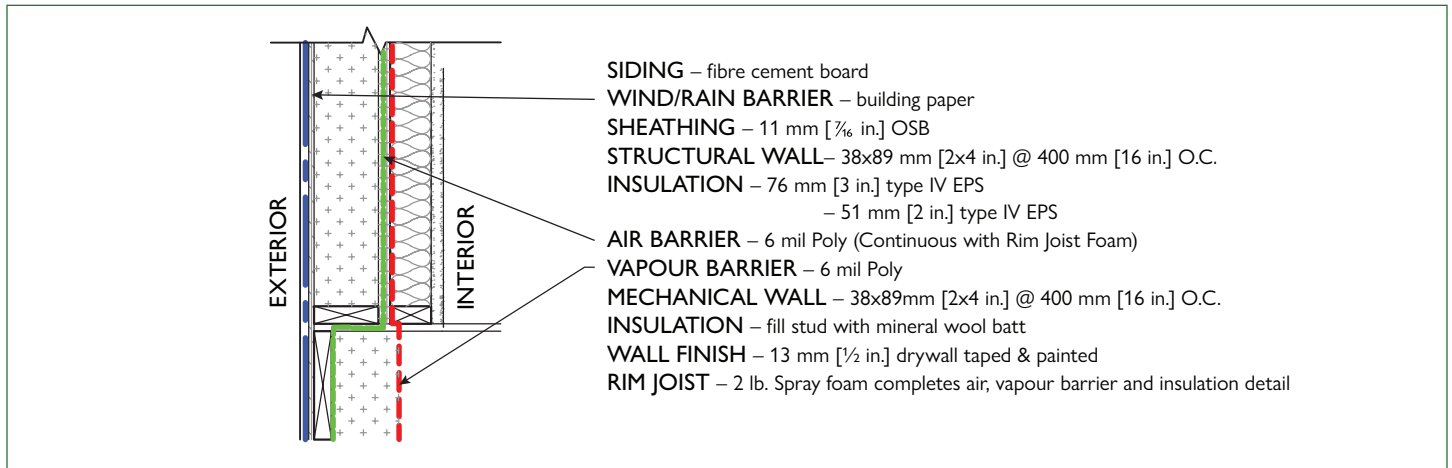 EXTERIOR
INTERIOR
SIDING – fibre cement board
WIND/RAIN BARRIER – building paper
SHEATHING – 11 mm [⁷⁄₁₆ in.] OSB
STRUCTURAL WALL– 38x89 mm [2x4 in.] @ 400 mm [16 in.] O.C.
INSULATION – 76 mm [3 in.] type IV EPS
– 51 mm [2 in.] type IV EPS
AIR BARRIER – 6 mil Poly (Continuous with Rim Joist Foam)
VAPOUR BARRIER – 6 mil Poly
MECHANICAL WALL – 38x89mm [2x4 in.] @ 400 mm [16 in.] O.C.
INSULATION – fill stud with mineral wool batt
WALL FINISH – 13 mm [½ in.] drywall taped & painted
RIM JOIST – 2 lb. Spray foam completes air, vapour barrier and insulation detail